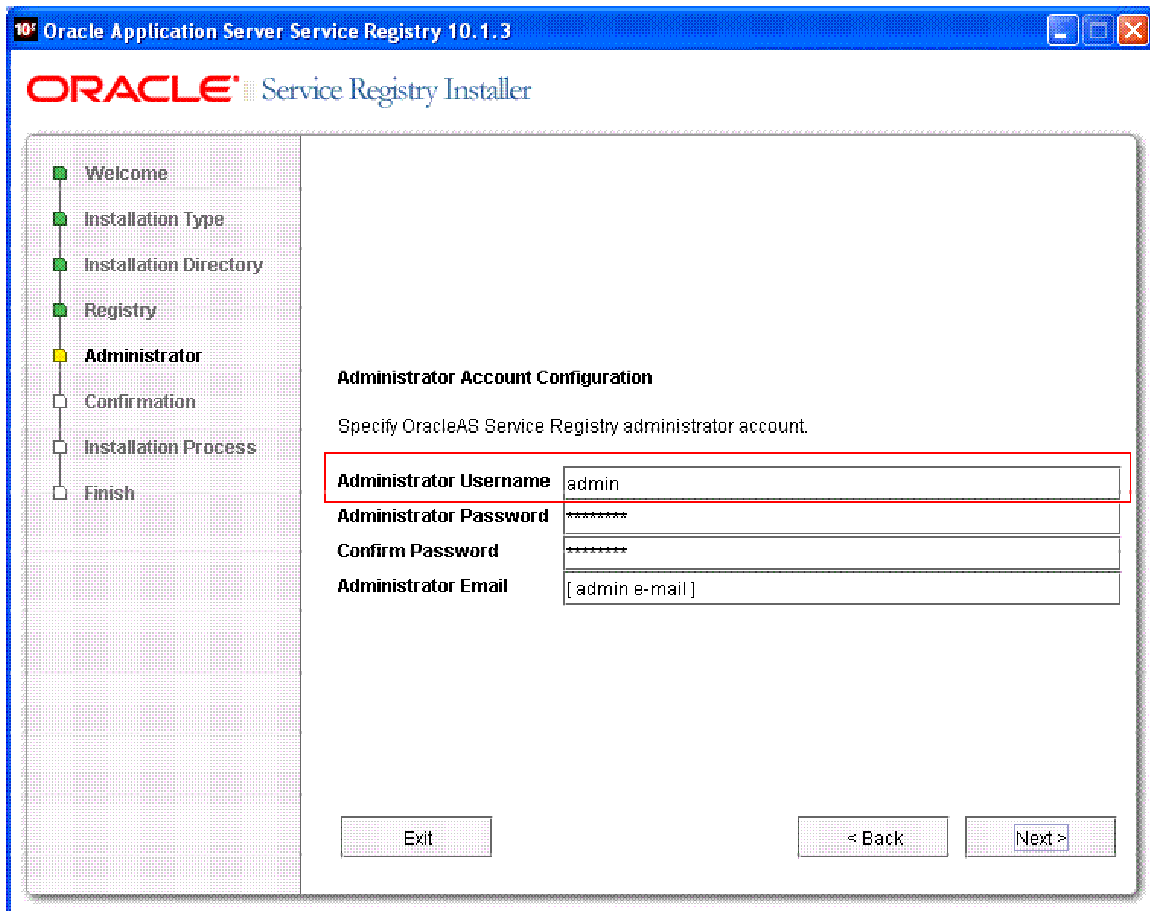 Oracle Application Server Service Registry 10.1.3
ORACLE Service Registry Installer
Welcome
Installation Type
Installation Directory
Registry
Administrator
Confirmation
Installation Process
Finish
Administrator Account Configuration
Specify OracleAS Service Registry administrator account.
Administrator Username admin
Administrator Password ********
Confirm Password ********
Administrator Email [ admin e-mail ]
Exit < Back Next >